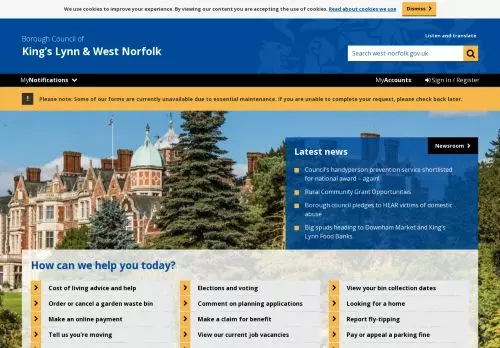 We use cookies to improve your experience. By viewing our content you are accepting the use of cookies. Read about cookies we use
Dismiss
Borough Council of
King's Lynn & West Norfolk
Listen and translate
Search west-norfolk.gov.uk
MyNotifications
MyAccounts
Sign In / Register
! Please note: Some of our forms are currently unavailable due to essential maintenance. If you are unable to complete your request, please check back later.
Latest news
Newsroom
Council's handyperson prevention service shortlisted
for national award – again!
Rural Community Grant Opportunities
Borough council pledges to HEAR victims of domestic
abuse
Big spuds heading to Downham Market and King's
Lynn Food Banks
How can we help you today?
Cost of living advice and help
Elections and voting
View your bin collection dates
Order or cancel a garden waste bin
Comment on planning applications
Looking for a home
Make an online payment
Make a claim for benefit
Report fly-tipping
Tell us you're moving
View our current job vacancies
Pay or appeal a parking fine